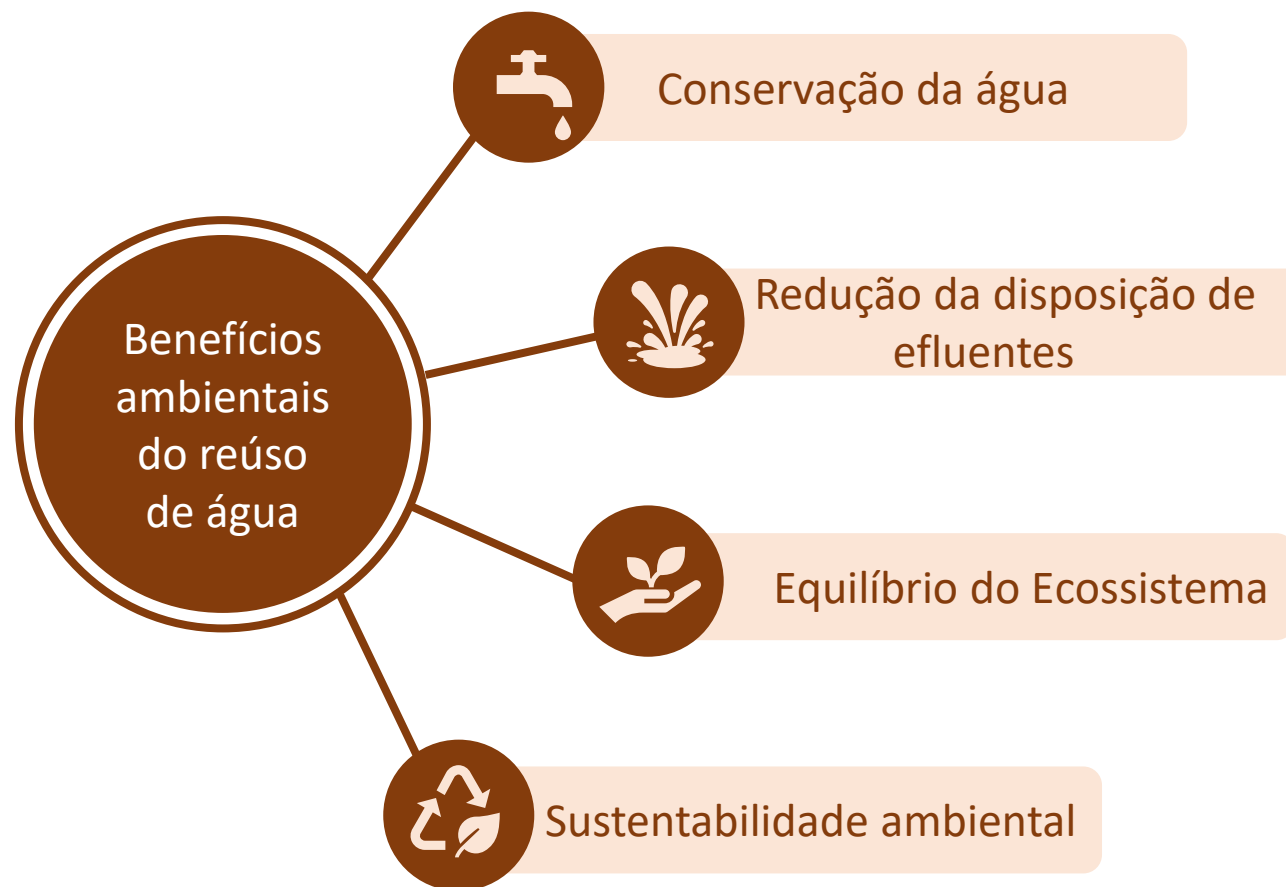 Conservação da água
Redução da disposição de
efluentes
Benefícios
ambientais
do reúso
de água
Equilíbrio do Ecossistema
Sustentabilidade ambiental